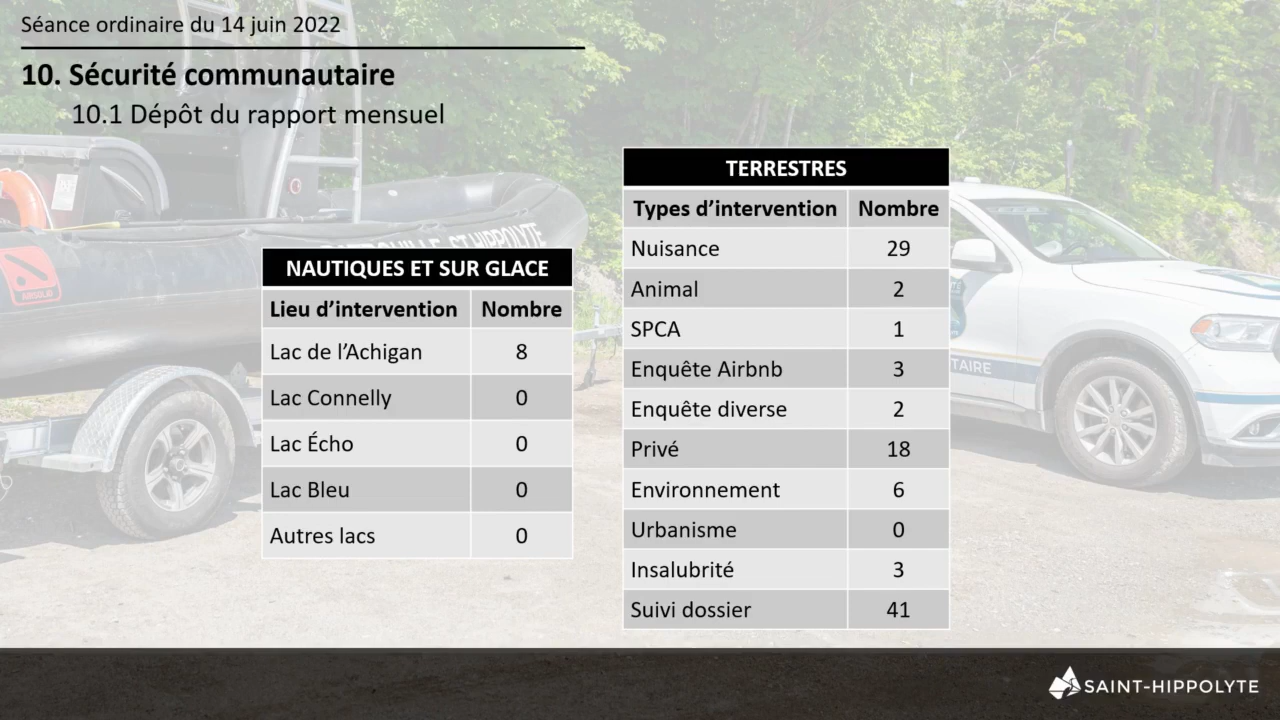 Séance ordinaire du 14 juin 2022
10. Sécurité communautaire
10.1 Dépôt du rapport mensuel
NAUTIQUES ET SUR GLACE
Lieu d’intervention Nombre
Lac de l’Achigan 8
Lac Connelly 0
Lac Écho 0
Lac Bleu 0
Autres lacs 0
TERRESTRES
Types d’intervention Nombre
Nuisance 29
Animal 2
SPCA 1
Enquête Airbnb 3
Enquête diverse 2
Privé 18
Environnement 6
Urbanisme 0
Insalubrité 3
Suivi dossier 41
ST-HIPPOLYTE
TAIRE
SAINT-HIPPOLYTE